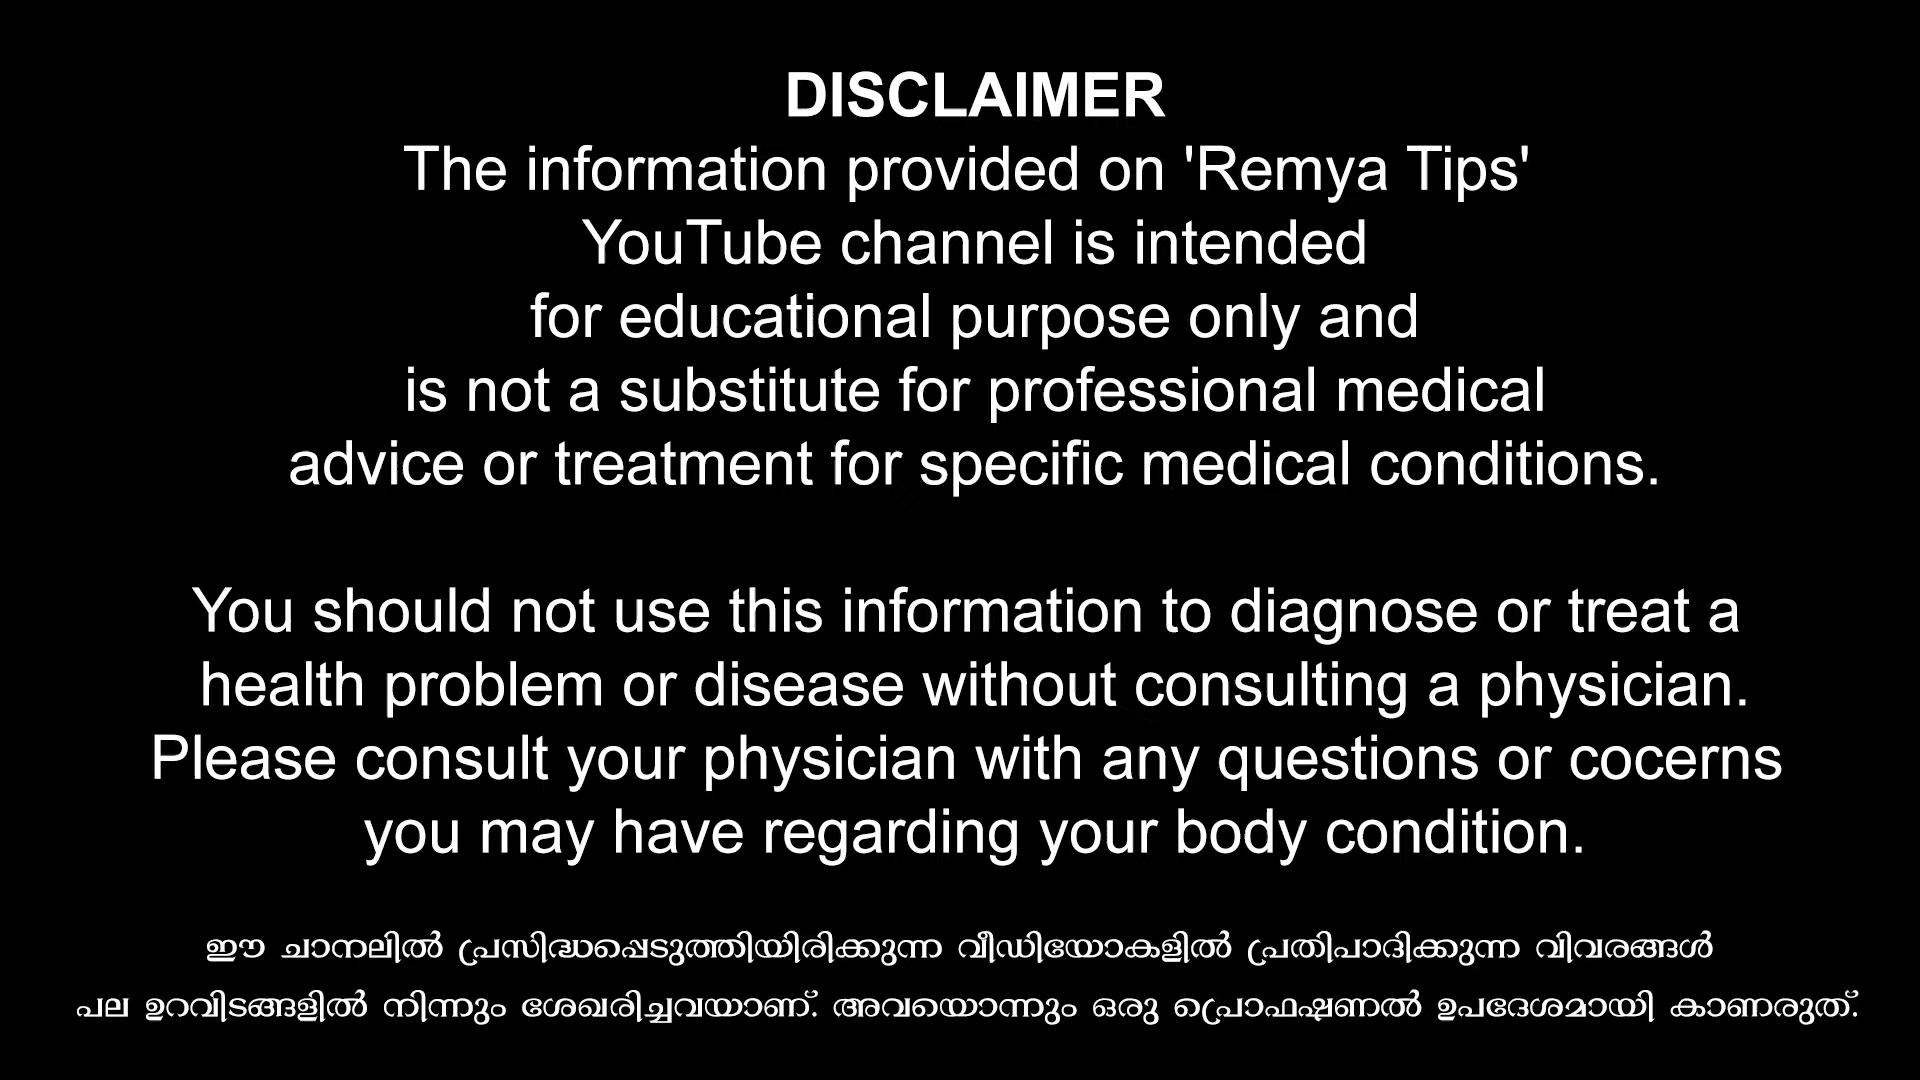 DISCLAIMER
The information provided on 'Remya Tips'
YouTube channel is intended
for educational purpose only and
is not a substitute for professional medical
advice or treatment for specific medical conditions.
You should not use this information to diagnose or treat a
health problem or disease without consulting a physician.
Please consult your physician with any questions or cocerns
you may have regarding your body condition.
ഈ ചാനലിൽ പ്രസിദ്ധപ്പെടുത്തിയിരിക്കുന്ന വീഡിയോകളിൽ പ്രതിപാദിക്കുന്ന വിവരങ്ങൾ
പല ഉറവിടങ്ങളിൽ നിന്നും ശേഖരിച്ചവയാണ്. അവയൊന്നും ഒരു പ്രൊഫഷണൽ ഉപദേശമായി കാണരുത്.